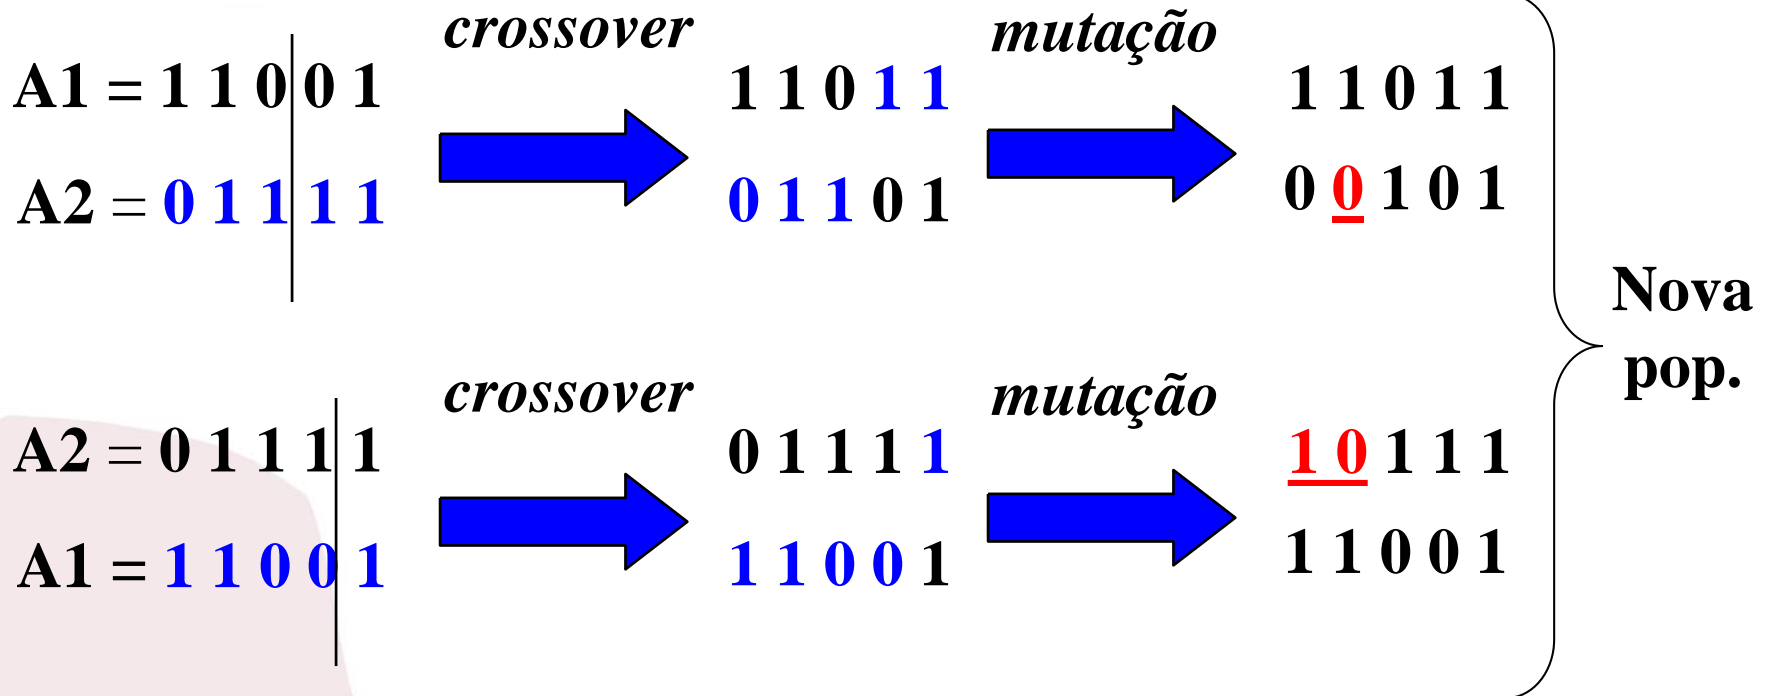 crossover mutação
A1 = 1 1 0 0 1 1 1 0 1 1 1 1 0 1 1
A2 = 0 1 1 1 1 0 1 1 0 1 0 0 1 0 1
Nova
pop.
crossover mutação
A2 = 0 1 1 1 1 0 1 1 1 1 1 0 1 1 1
A1 = 1 1 0 0 1 1 1 0 0 1 1 1 0 0 1